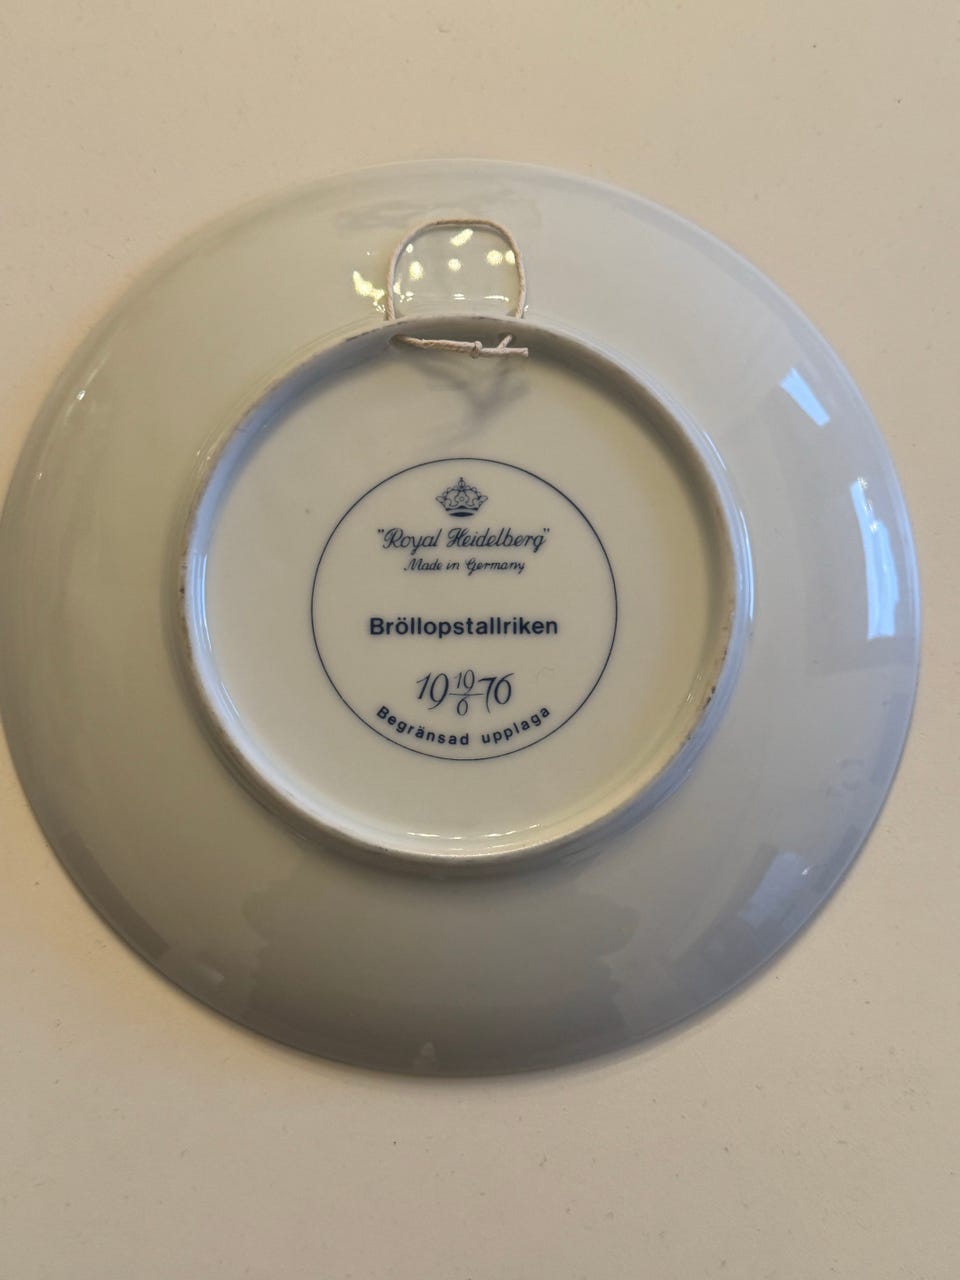 "Royal Heidelberg"
Made in Germany
Bröllopstallriken
19 19/6 76
Begränsad upplaga